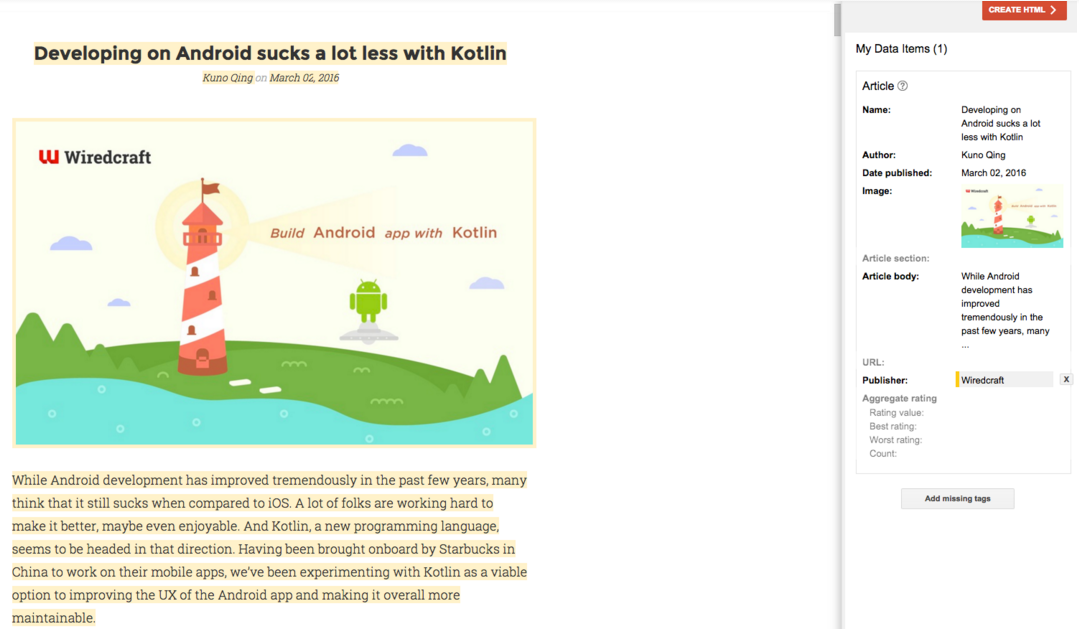 CREATE HTML
Developing on Android sucks a lot less with Kotlin
Kuno Qing on March 02, 2016
Wiredcraft
Build Android app with Kotlin
While Android development has improved tremendously in the past few years, many
think that it still sucks when compared to iOS. A lot of folks are working hard to
make it better, maybe even enjoyable. And Kotlin, a new programming language,
seems to be headed in that direction. Having been brought onboard by Starbucks in
China to work on their mobile apps, we've been experimenting with Kotlin as a viable
option to improving the UX of the Android app and making it overall more
maintainable.
My Data Items (1)
Article ?
Name: Developing on
Android sucks a lot
less with Kotlin
Author: Kuno Qing
Date published: March 02, 2016
Image:
Wiredcraft
Build Android app with Kotlin
Article section:
Article body: While Android
development has
improved
tremendously in the
past few years, many
...
URL:
Publisher: Wiredcraft X
Aggregate rating
Rating value:
Best rating:
Worst rating:
Count:
Add missing tags